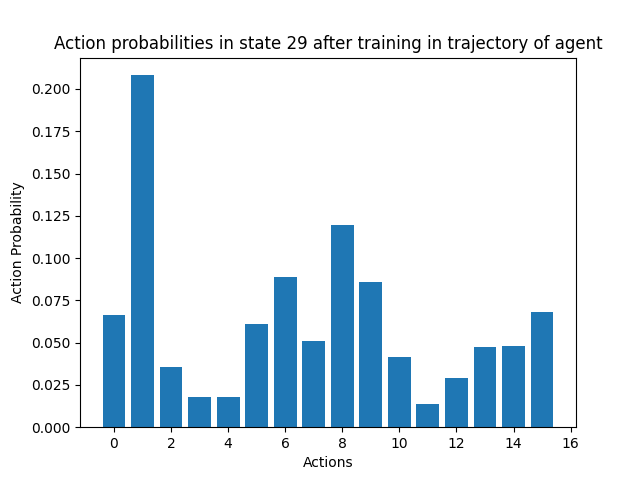 Action probabilities in state 29 after training in trajectory of agent
0.200
0.175
0.150
0.125
0.100
0.075
0.050
0.025
0.000
Action Probability
0 2 4 6 8 10 12 14 16
Actions